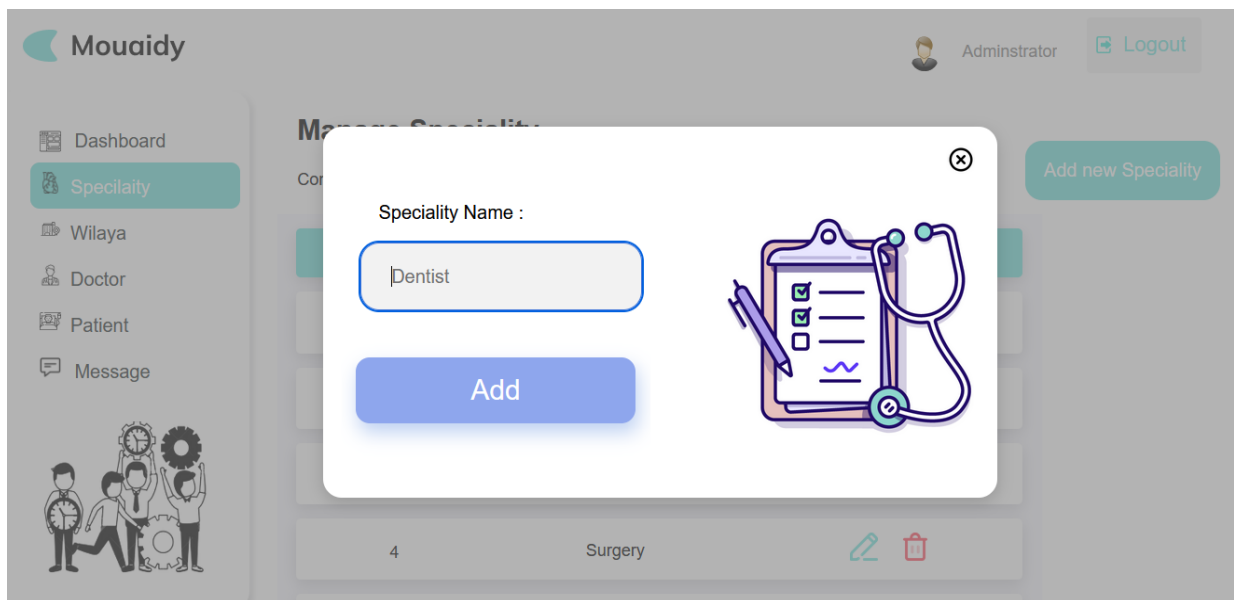 Mouaidy
Adminstrator
Logout
Dashboard
Specilaity
Wilaya
Doctor
Patient
Message
Add new Speciality
Speciality Name :
Dentist
Add
4 Surgery